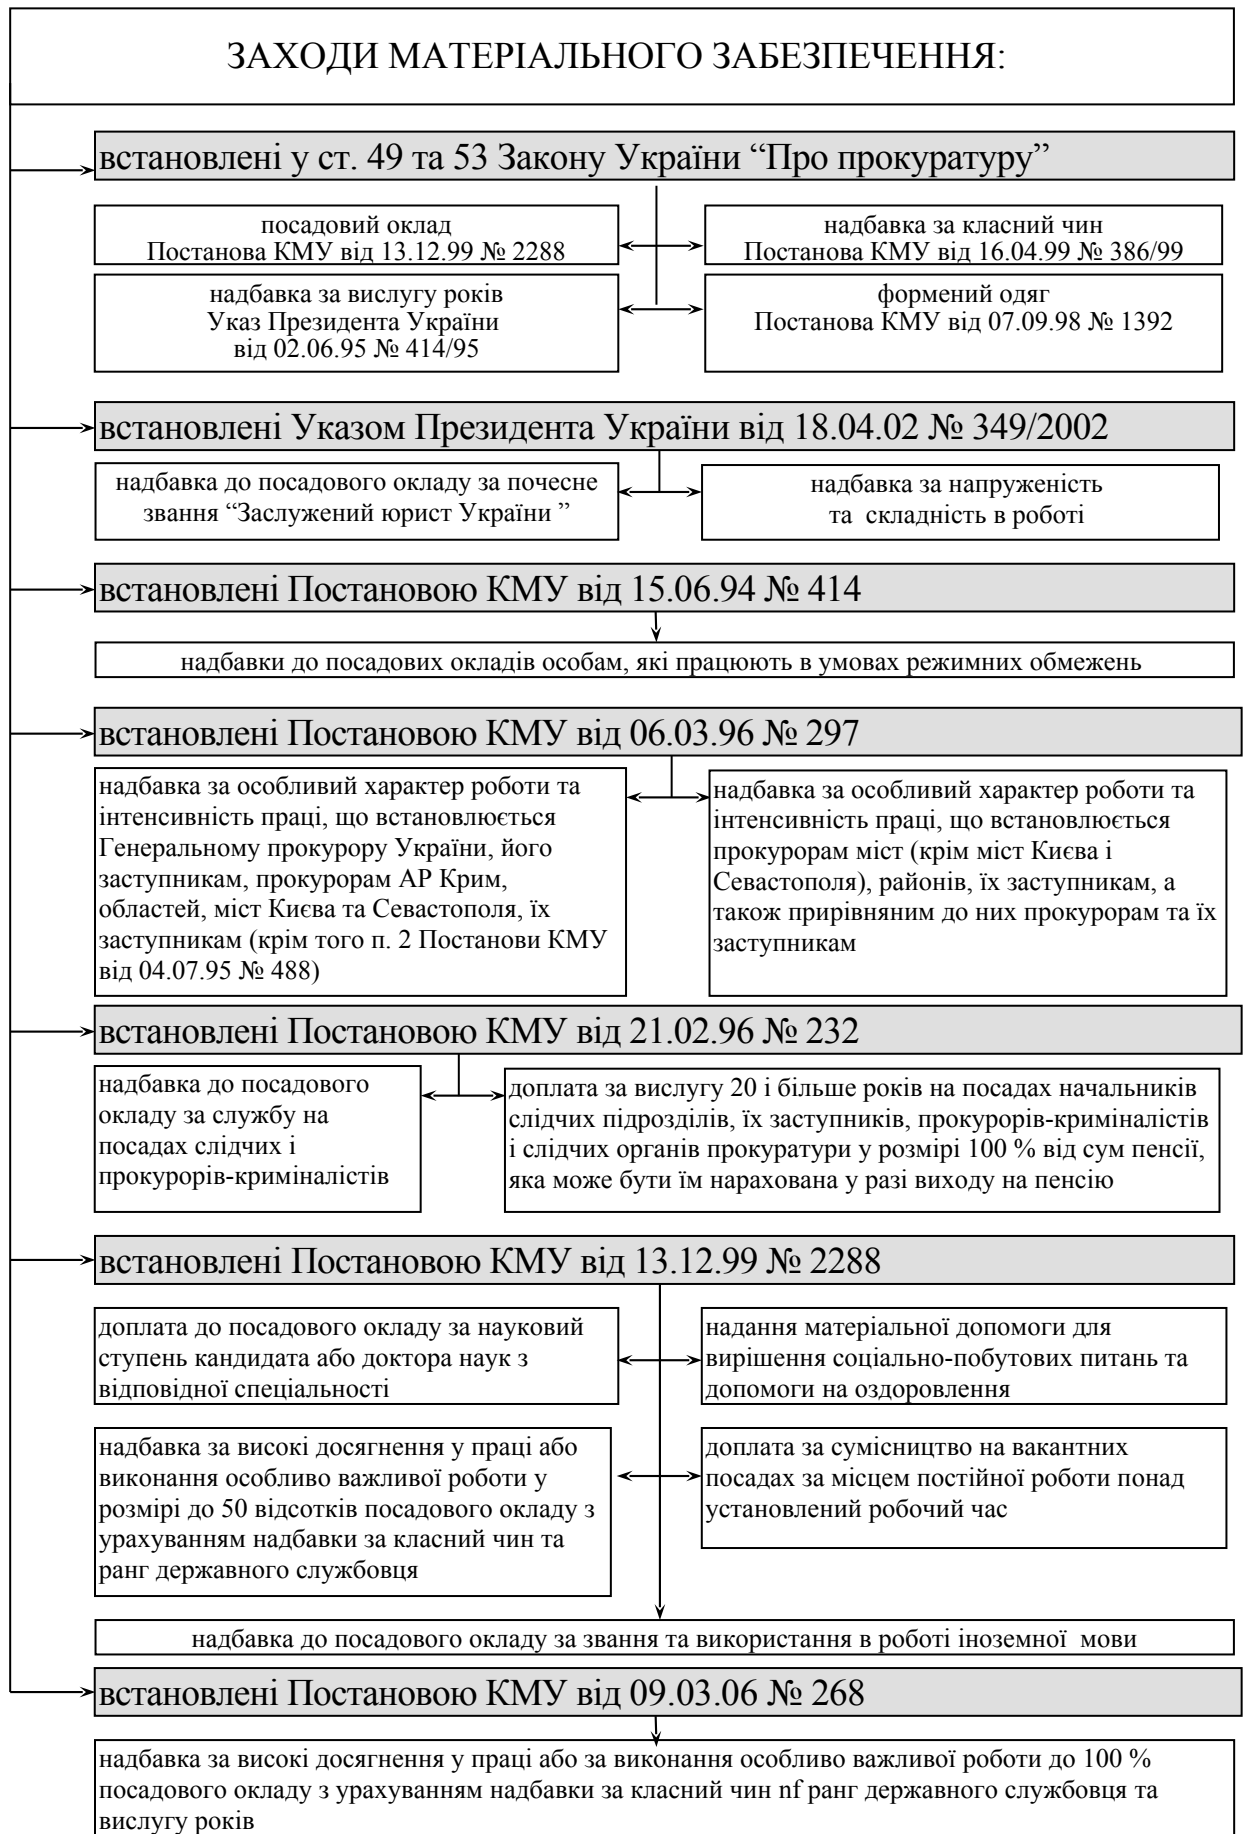 ЗАХОДИ МАТЕРІАЛЬНОГО ЗАБЕЗПЕЧЕННЯ:
встановлені у ст. 49 та 53 Закону України “Про прокуратуру”
посадовий оклад
Постанова КМУ від 13.12.99 № 2288
надбавка за класний чин
Постанова КМУ від 16.04.99 № 386/99
надбавка за вислугу років
Указ Президента України
від 02.06.95 № 414/95
формений одяг
Постанова КМУ від 07.09.98 № 1392
встановлені Указом Президента України від 18.04.02 № 349/2002
надбавка до посадового окладу за почесне
звання “Заслужений юрист України ”
надбавка за напруженість
та складність в роботі
встановлені Постановою КМУ від 15.06.94 № 414
надбавки до посадових окладів особам, які працюють в умовах режимних обмежень
встановлені Постановою КМУ від 06.03.96 № 297
надбавка за особливий характер роботи та
інтенсивність праці, що встановлюється
Генеральному прокурору України, його
заступникам, прокурорам АР Крим,
областей, міст Києва та Севастополя, їх
заступникам (крім того п. 2 Постанови КМУ
від 04.07.95 № 488)
надбавка за особливий характер роботи та
інтенсивність праці, що встановлюється
прокурорам міст (крім міст Києва і
Севастополя), районів, їх заступникам, а
також прирівняним до них прокурорам та їх
заступникам
встановлені Постановою КМУ від 21.02.96 № 232
надбавка до посадового
окладу за службу на
посадах слідчих і
прокурорів-криміналістів
доплата за вислугу 20 і більше років на посадах начальників
слідчих підрозділів, їх заступників, прокурорів-криміналістів
і слідчих органів прокуратури у розмірі 100 % від сум пенсії,
яка може бути їм нарахована у разі виходу на пенсію
встановлені Постановою КМУ від 13.12.99 № 2288
доплата до посадового окладу за науковий
ступень кандидата або доктора наук з
відповідної спеціальності
надання матеріальної допомоги для
вирішення соціально-побутових питань та
допомоги на оздоровлення
надбавка за високі досягнення у праці або
виконання особливо важливої роботи у
розмірі до 50 відсотків посадового окладу з
урахуванням надбавки за класний чин та
ранг державного службовця
доплата за сумісництво на вакантних
посадах за місцем постійної роботи понад
установлений робочий час
надбавка до посадового окладу за звання та використання в роботі іноземної мови
встановлені Постановою КМУ від 09.03.06 № 268
надбавка за високі досягнення у праці або за виконання особливо важливої роботи до 100 %
посадового окладу з урахуванням надбавки за класний чин nf ранг державного службовця та
вислугу років